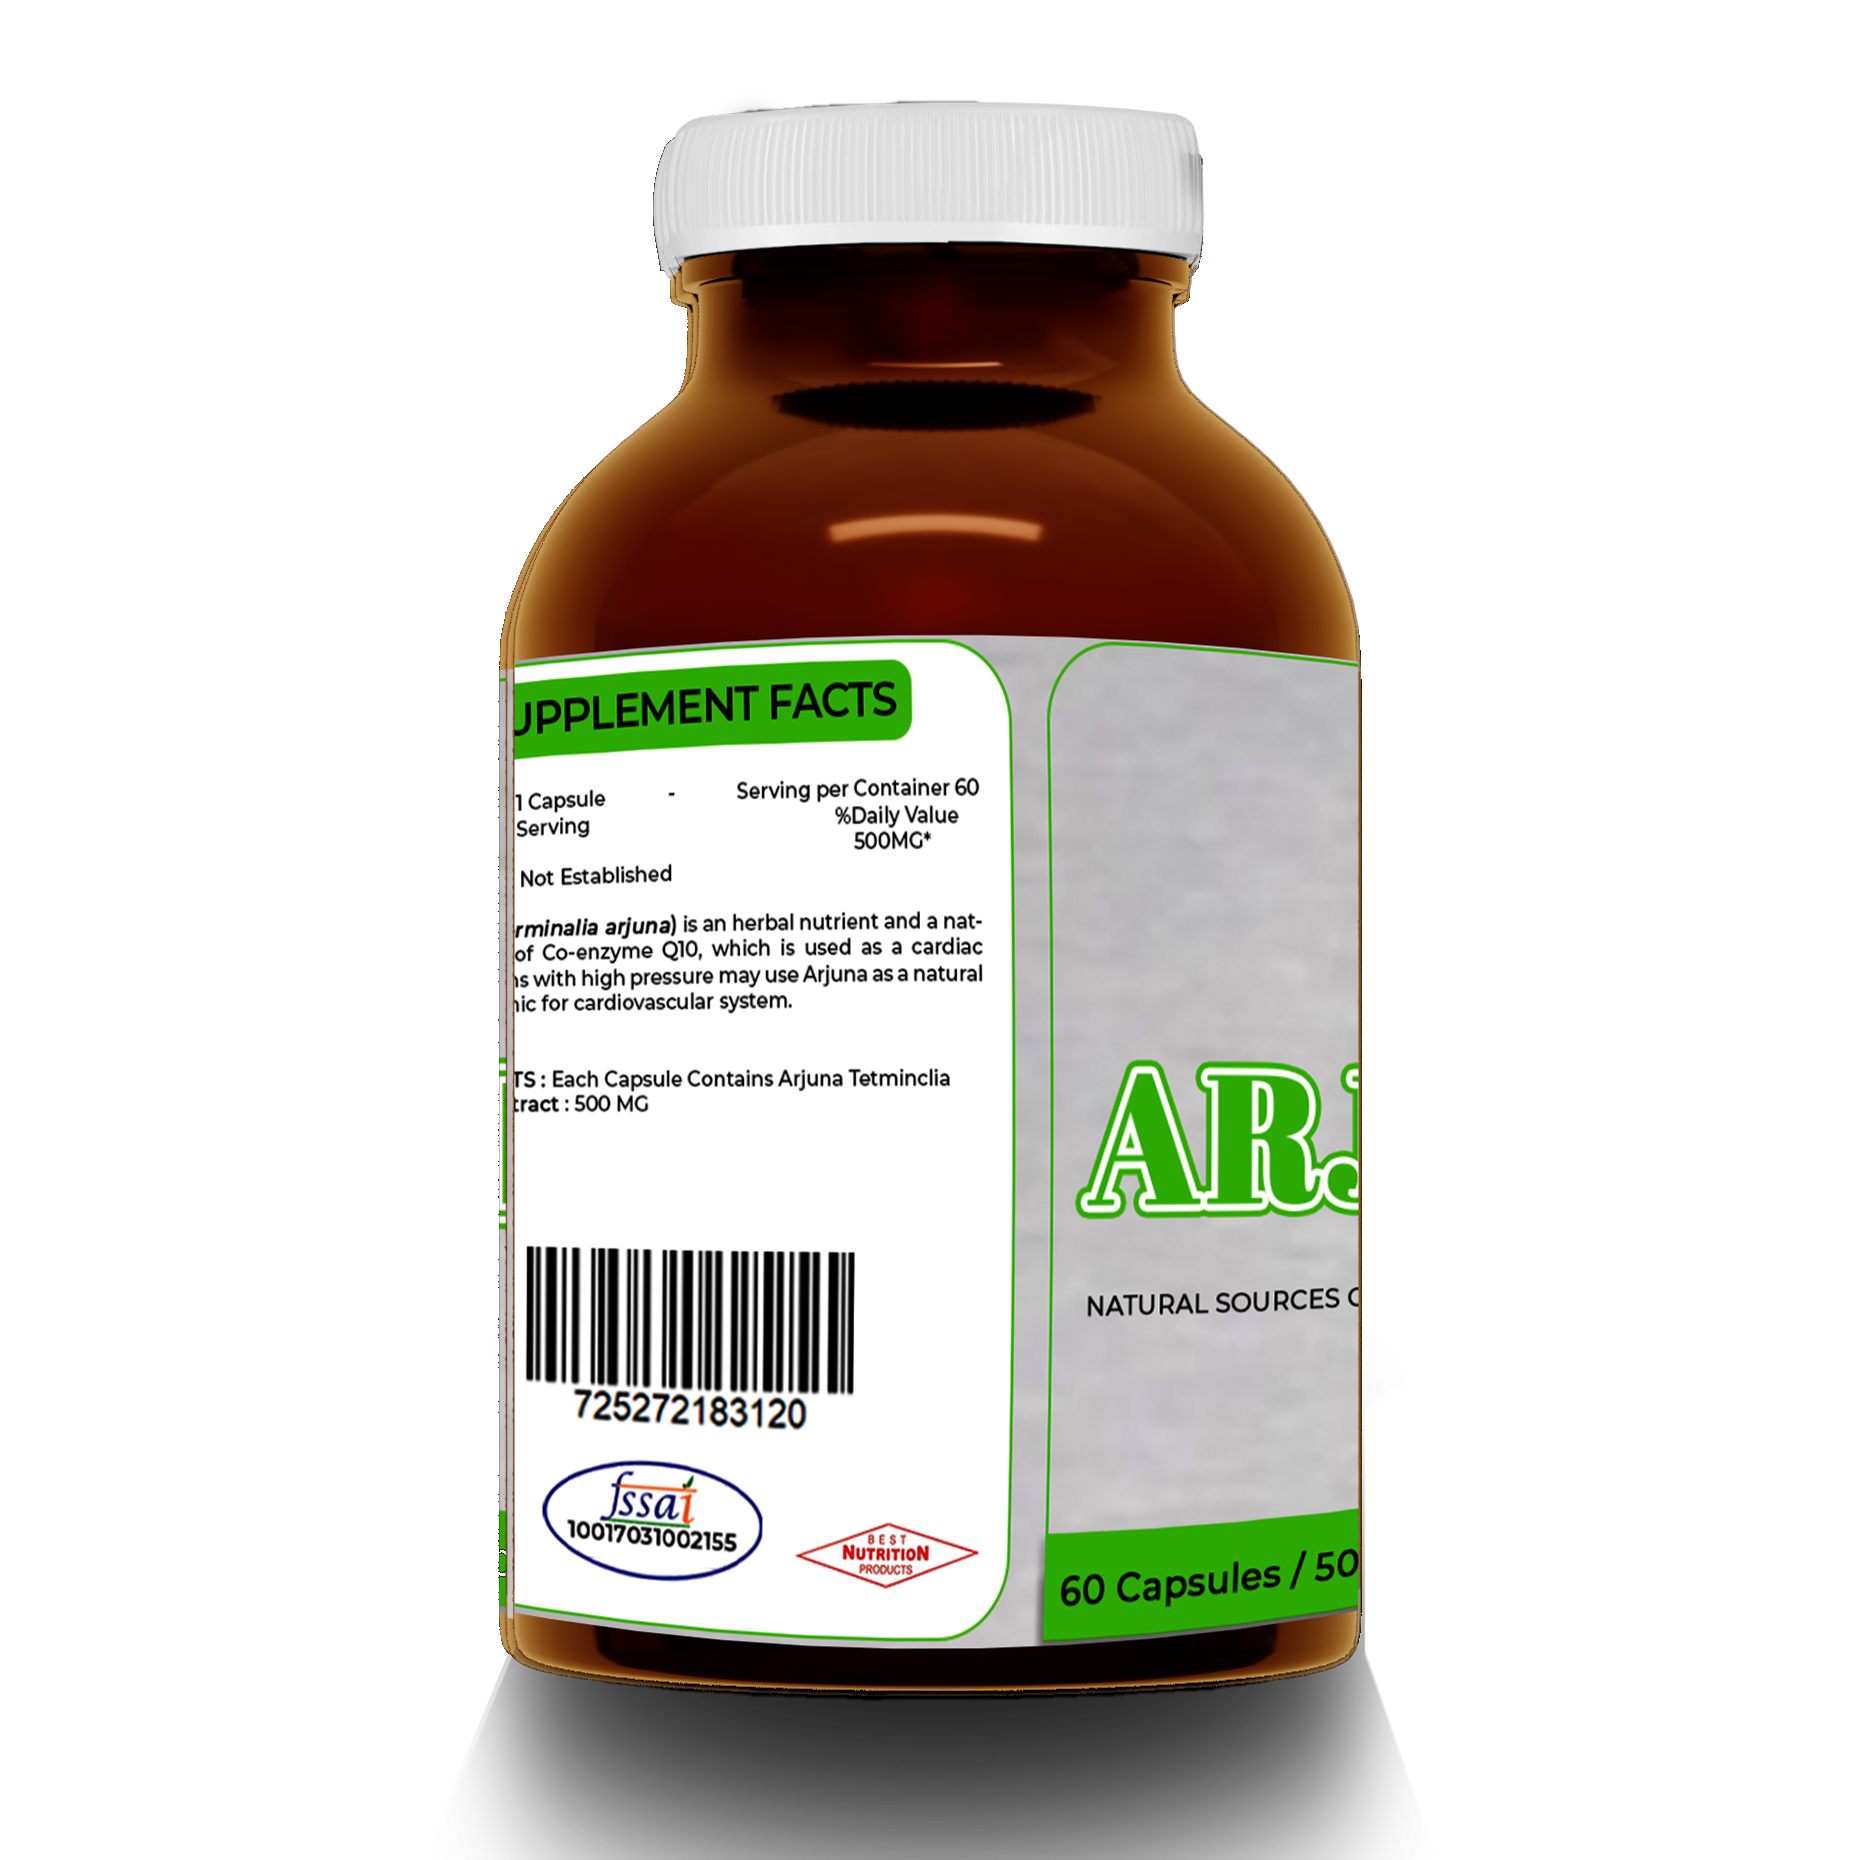 UPPLEMENT FACTS
1 Capsule - Serving per Container 60
Serving %Daily Value
500MG*
Not Established
rminalia arjuna) is an herbal nutrient and a nat-
of Co-enzyme Q10, which is used as a cardiac
ns with high pressure may use Arjuna as a natural
nic for cardiovascular system.
TS : Each Capsule Contains Arjuna Tetminclia
tract : 500 MG
725272183120
fssai
10017031002155
BEST
NUTRITION
PRODUCTS
ARJ
NATURAL SOURCES
60 Capsules / 50